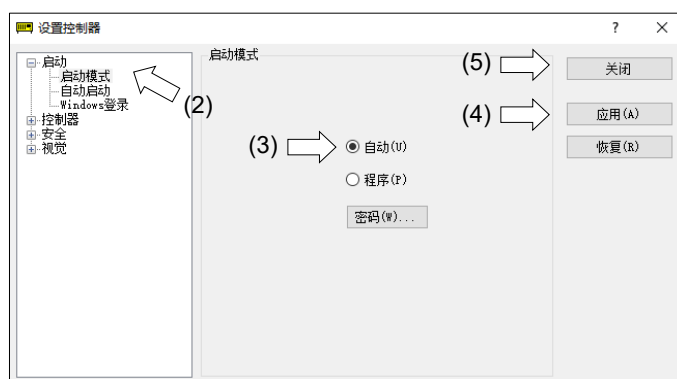 设置控制器
启动
启动模式
自动启动
Windows登录
控制器
安全
视觉
(2)
启动模式
(3)
自动(U)
程序(P)
密码(W)...
(5)
关闭
(4)
应用(A)
恢复(R)